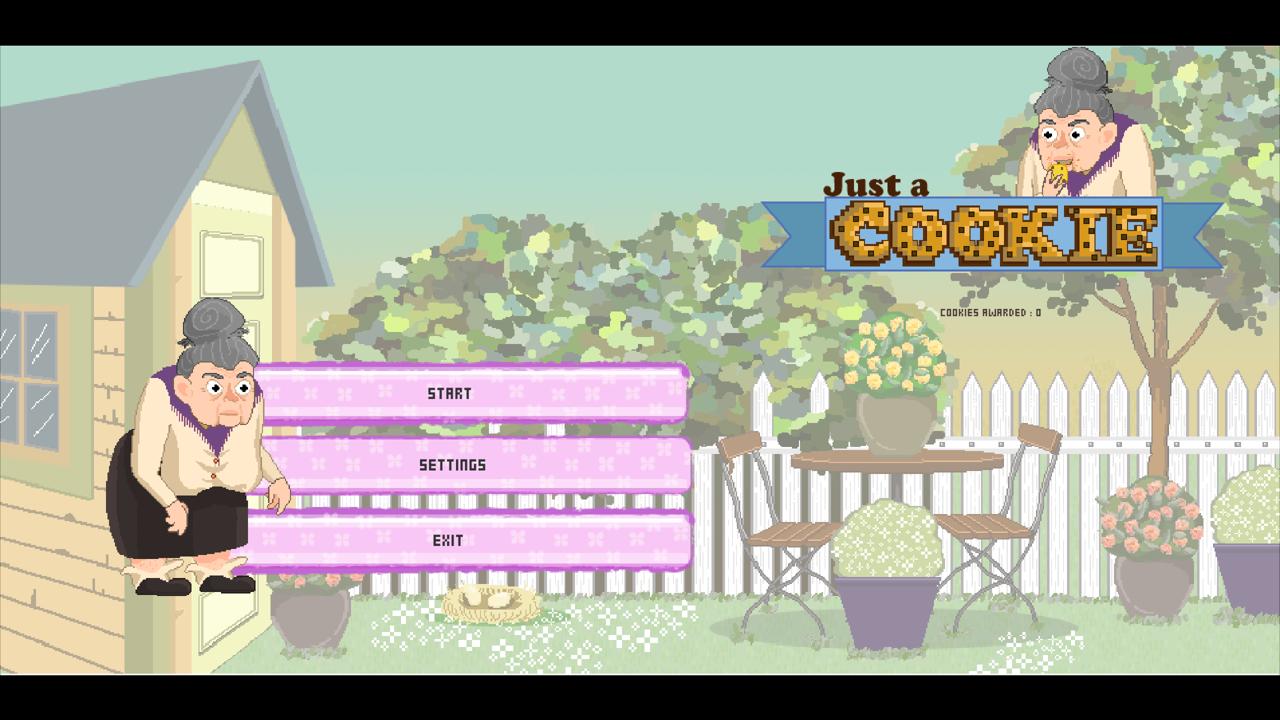 Just a
COOKIE
COOKIES AWARDED : 0
START
SETTINGS
EXIT